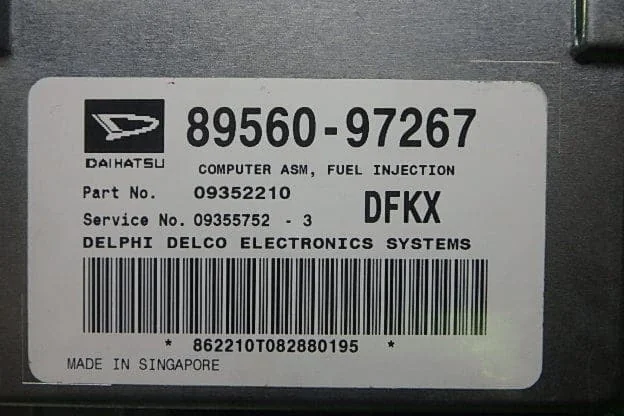 89560-97267
DAIHATSU
COMPUTER ASM, FUEL INJECTION
Part No. 09352210
DFKX
Service No. 09355752 - 3
DELPHI DELCO ELECTRONICS SYSTEMS
* 862210T082880195 *
MADE IN SINGAPORE